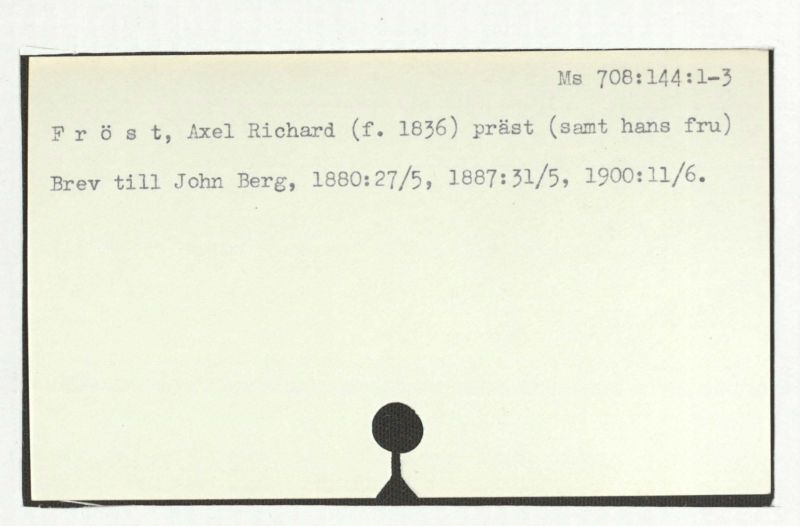 Ms 708:144:1-3
F r ö s t, Axel Richard (f. 1836) präst (samt hans fru)
Brev till John Berg, 1880:27/5, 1887:31/5, 1900:11/6.